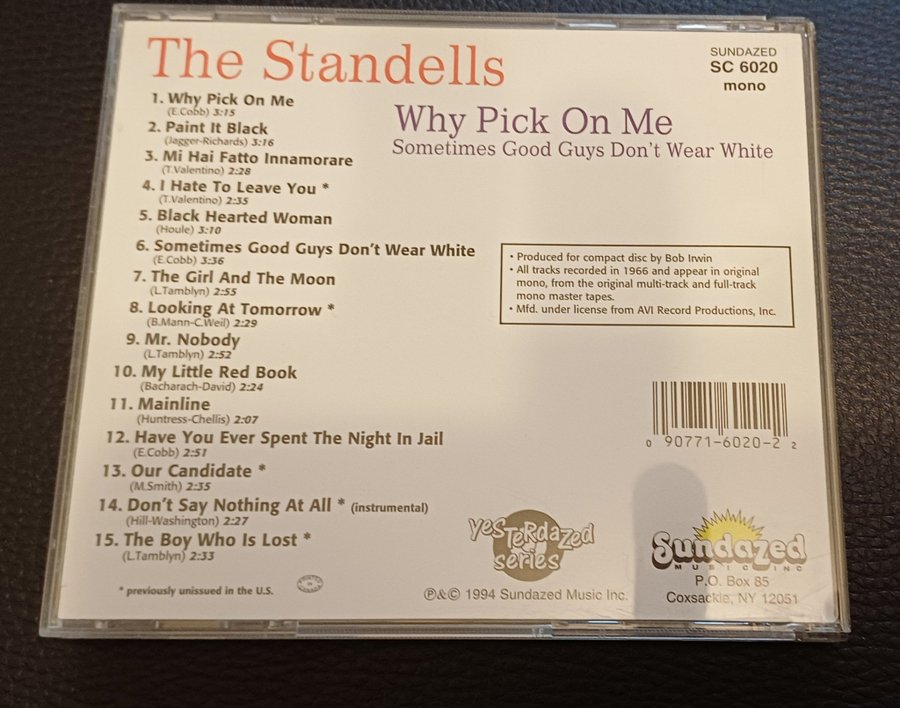 The Standells
SUNDAZED
SC 6020
mono
Why Pick On Me
Sometimes Good Guys Don't Wear White
1. Why Pick On Me
(E.Cobb) 3:15
2. Paint It Black
(Jagger-Richards) 3:16
3. Mi Hai Fatto Innamorare
(T.Valentino) 2:28
4. I Hate To Leave You *
(T.Valentino) 2:35
5. Black Hearted Woman
(Houle) 3:10
6. Sometimes Good Guys Don't Wear White
(E.Cobb) 3:36
7. The Girl And The Moon
(L.Tamblyn) 2:55
8. Looking At Tomorrow *
(B.Mann-C.Weil) 2:29
9. Mr. Nobody
(L.Tamblyn) 2:52
10. My Little Red Book
(Bacharach-David) 2:24
11. Mainline
(Huntress-Chellis) 2:07
12. Have You Ever Spent The Night In Jail
(E.Cobb) 2:51
13. Our Candidate *
(M.Smith) 2:35
14. Don't Say Nothing At All * (instrumental)
(Hill-Washington) 2:27
15. The Boy Who Is Lost *
(L.Tamblyn) 2:33
* previously unissued in the U.S.
• Produced for compact disc by Bob Irwin
• All tracks recorded in 1966 and appear in original
mono, from the original multi-track and full-track
mono master tapes.
• Mfd. under license from AVI Record Productions, Inc.
0 90771-6020-2 2
YesTeRdazed
series
Sundazed
MUSIC INC
P.O. Box 85
Coxsackie, NY 12051
℗&© 1994 Sundazed Music Inc.